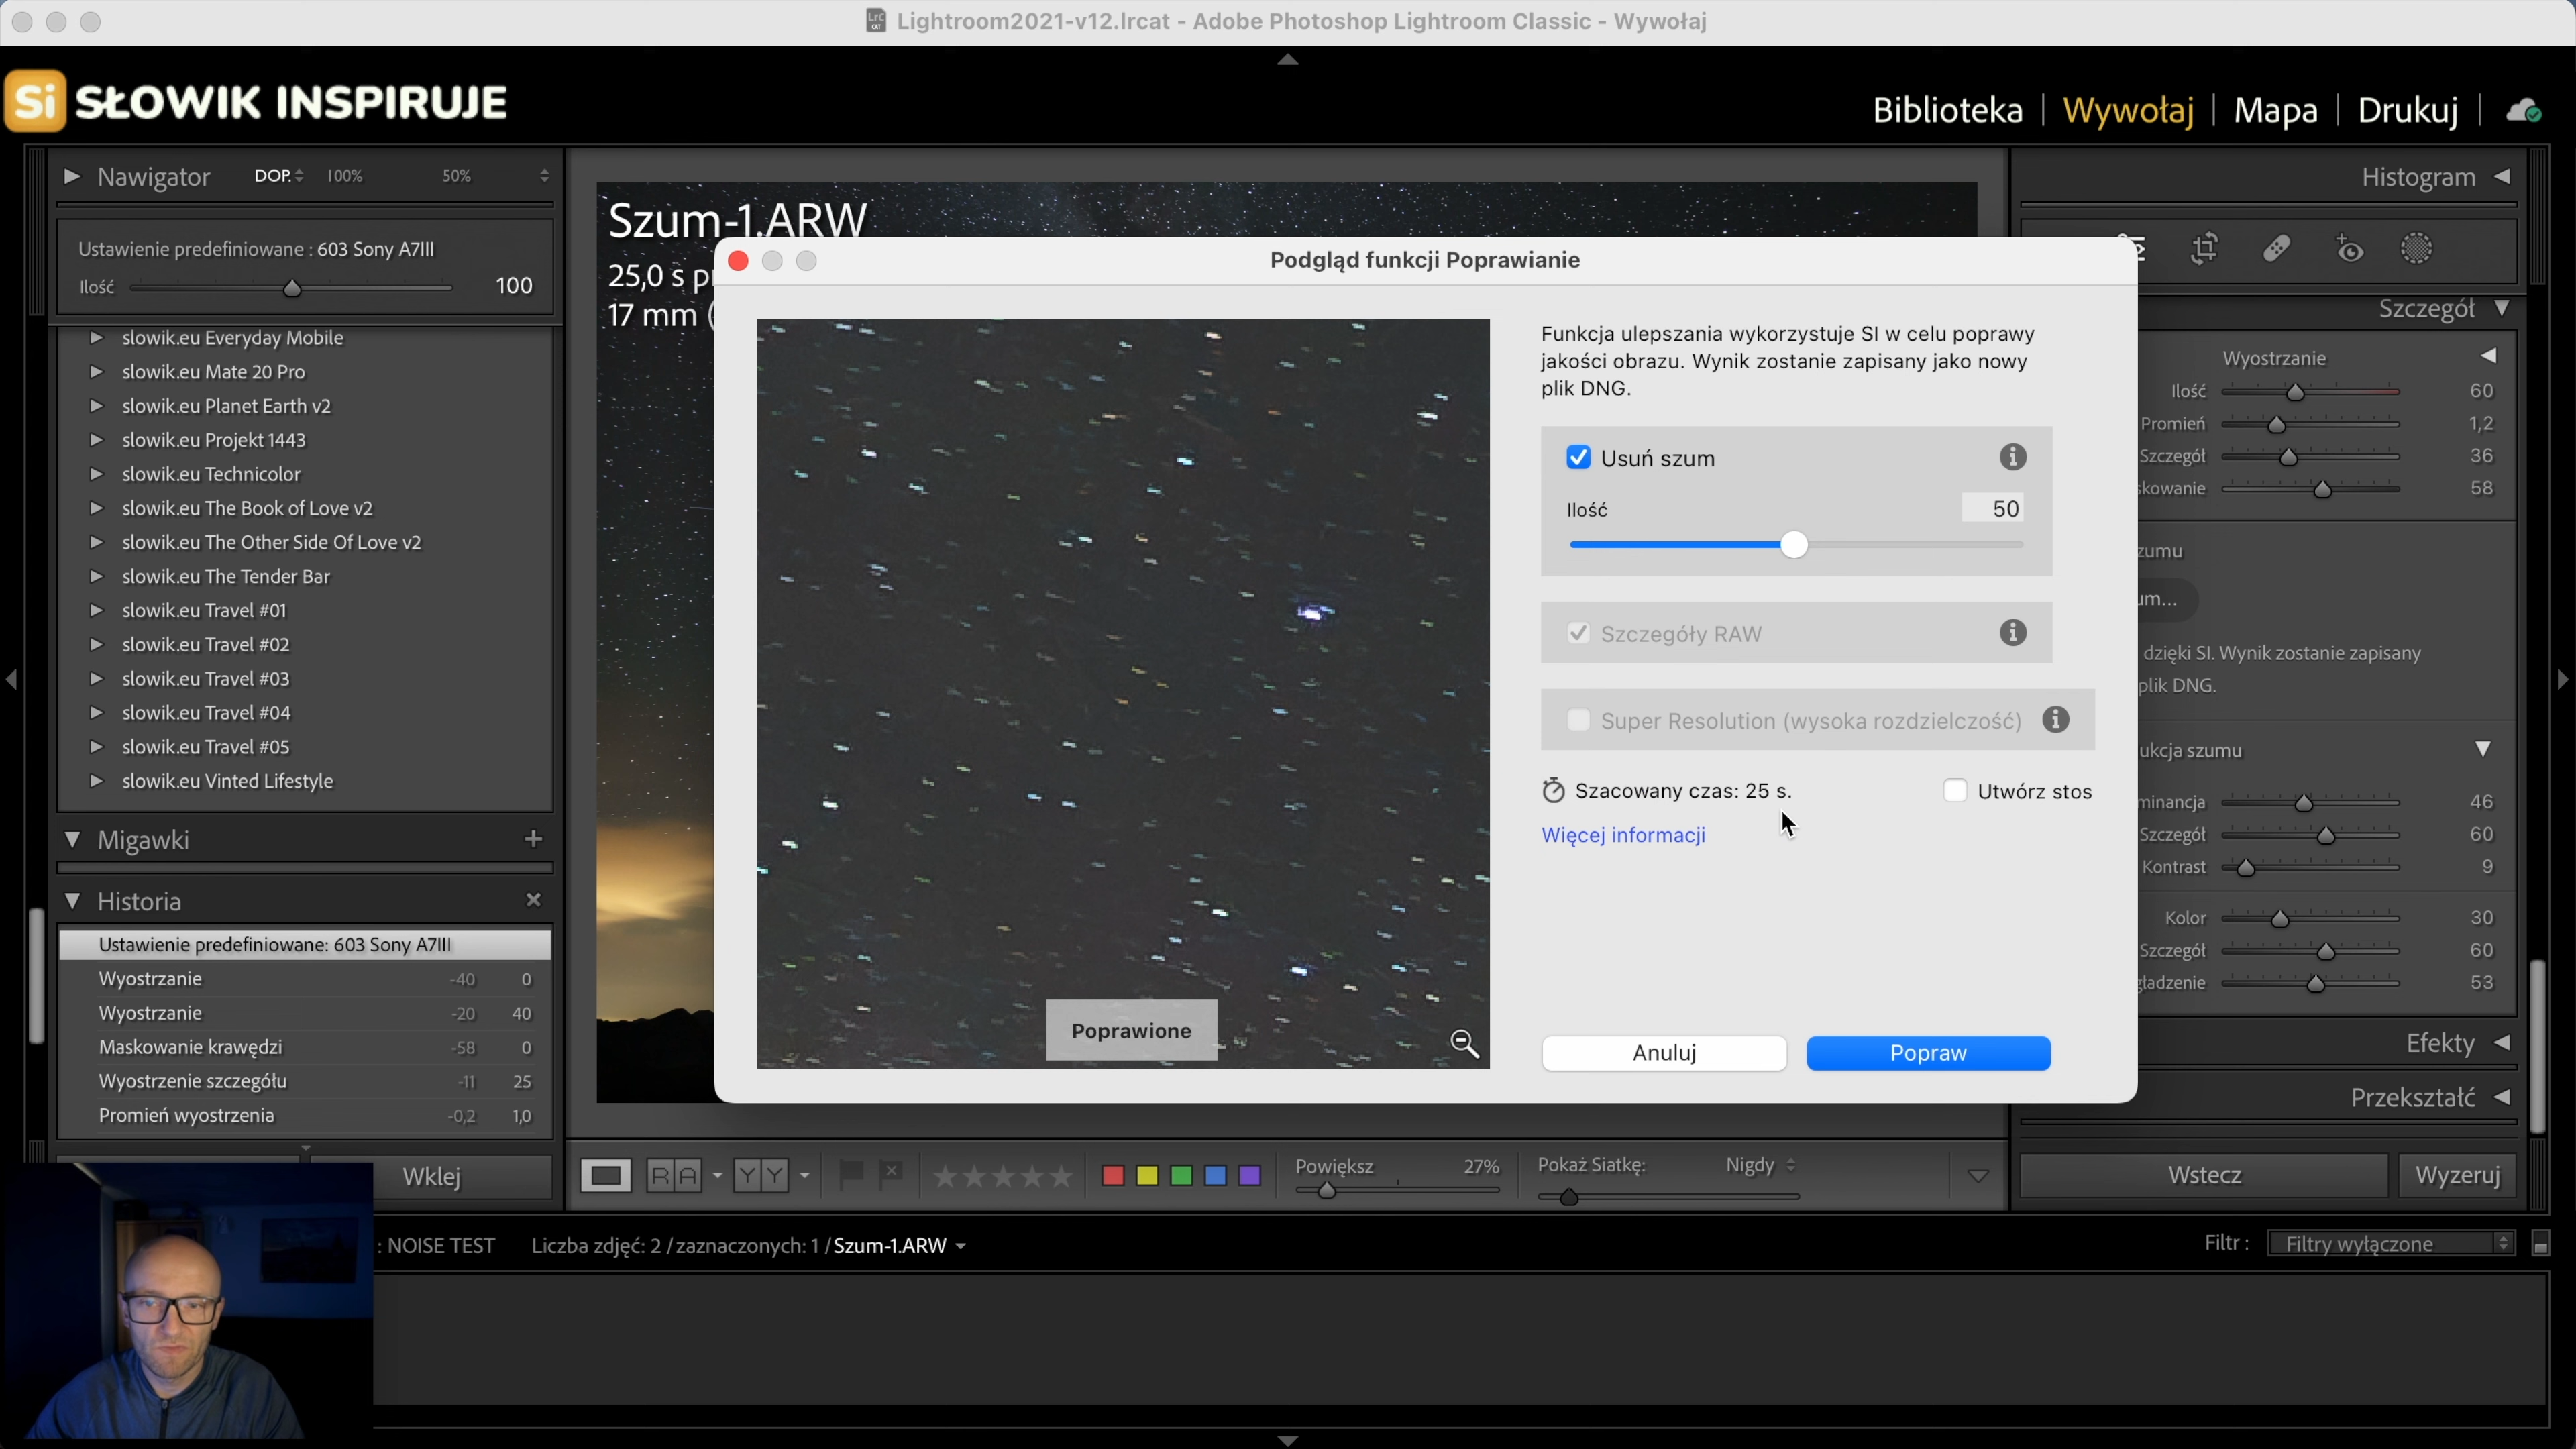 Lightroom2021-v12.lrcat - Adobe Photoshop Lightroom Classic - Wywołaj
Si SŁOWIK INSPIRUJE
Biblioteka | Wywołaj | Mapa | Drukuj |
Nawigator DOP. 100% 50%
Histogram
Ustawienie predefiniowane : 603 Sony A7III
Ilość 100
slowik.eu Everyday Mobile
slowik.eu Mate 20 Pro
slowik.eu Planet Earth v2
slowik.eu Projekt 1443
slowik.eu Technicolor
slowik.eu The Book of Love v2
slowik.eu The Other Side Of Love v2
slowik.eu The Tender Bar
slowik.eu Travel #01
slowik.eu Travel #02
slowik.eu Travel #03
slowik.eu Travel #04
slowik.eu Travel #05
slowik.eu Vinted Lifestyle
Migawki
Historia
Ustawienie predefiniowane: 603 Sony A7III
Wyostrzanie -40 0
Wyostrzanie -20 40
Maskowanie krawędzi -58 0
Wyostrzenie szczegółu -11 25
Promień wyostrzenia -0,2 1,0
Wklej
Szum-1.ARW
25,0 s p
17 mm (
Podgląd funkcji Poprawianie
Funkcja ulepszania wykorzystuje SI w celu poprawy
jakości obrazu. Wynik zostanie zapisany jako nowy
plik DNG.
Usuń szum
Ilość 50
Szczegóły RAW
Super Resolution (wysoka rozdzielczość)
Szacowany czas: 25 s.
Utwórz stos
Więcej informacji
Poprawione
Anuluj
Popraw
Szczegół
Wyostrzanie
Ilość 60
Promień 1,2
Szczegół 36
skowanie 58
zumu
um...
dzięki SI. Wynik zostanie zapisany
plik DNG.
ukcja szumu
minancja 46
Szczegół 60
Kontrast 9
Kolor 30
Szczegół 60
gładzenie 53
Efekty
Przekształć
Wstecz
Wyzeruj
R A
Y Y
Powiększ 27%
Pokaż Siatkę: Nigdy
: NOISE TEST
Liczba zdjęć: 2 / zaznaczonych: 1 / Szum-1.ARW
Filtr :
Filtry wyłączone